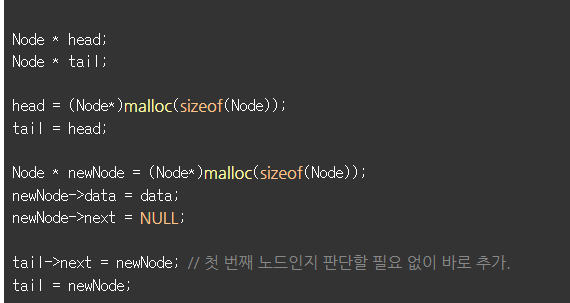 Node * head;
Node * tail;
head = (Node*)malloc(sizeof(Node));
tail = head;
Node * newNode = (Node*)malloc(sizeof(Node));
newNode->data = data;
newNode->next = NULL;
tail->next = newNode; // 첫 번째 노드인지 판단할 필요 없이 바로 추가.
tail = newNode;